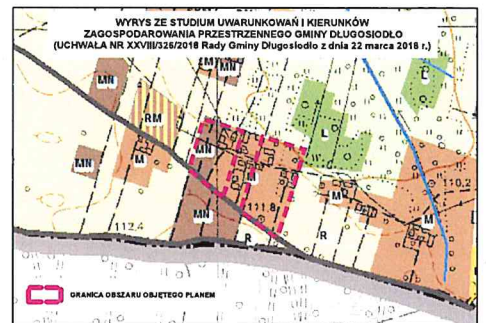 WYRYS ZE STUDIUM UWARUNKOWAŃ I KIERUNKÓW
ZAGOSPODAROWANIA PRZESTRZENNEGO GMINY DŁUGOSIODŁO
(UCHWAŁA NR XXVIII/325/2018 Rady Gminy Długosiodło z dnia 22 marca 2018 r.)
MN
RM
L
L
MN
MN
M
M
110,2
111,8
M
MN
M
112,4
R
R
GRANICA OBSZARU OBJĘTEGO PLANEM